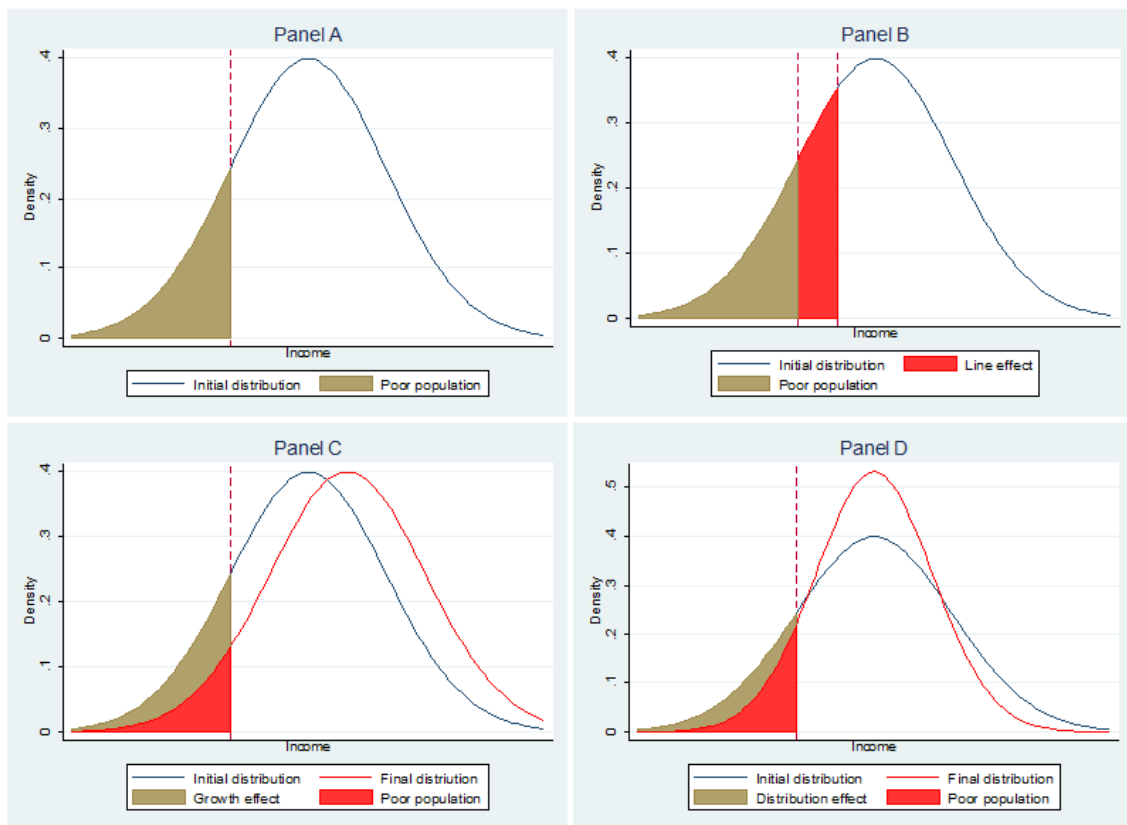 Panel A
Density
.4
.3
.2
.1
0
Income
Initial distribution Poor population
Panel B
Density
.4
.3
.2
.1
0
Income
Initial distribution Line effect
Poor population
Panel C
Density
.4
.3
.2
.1
0
Income
Initial distribution Final distriution
Growth effect Poor population
Panel D
Density
.5
.4
.3
.2
.1
0
Income
Initial distribution Final distribution
Distribution effect Poor population